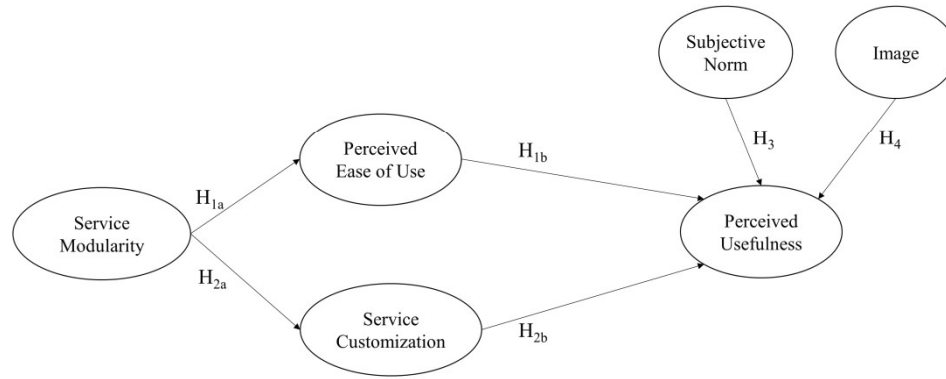 Subjective
Norm
Image
Perceived
Ease of Use
H1b
H3
H4
H1a
Service
Modularity
Perceived
Usefulness
H2a
Service
Customization
H2b